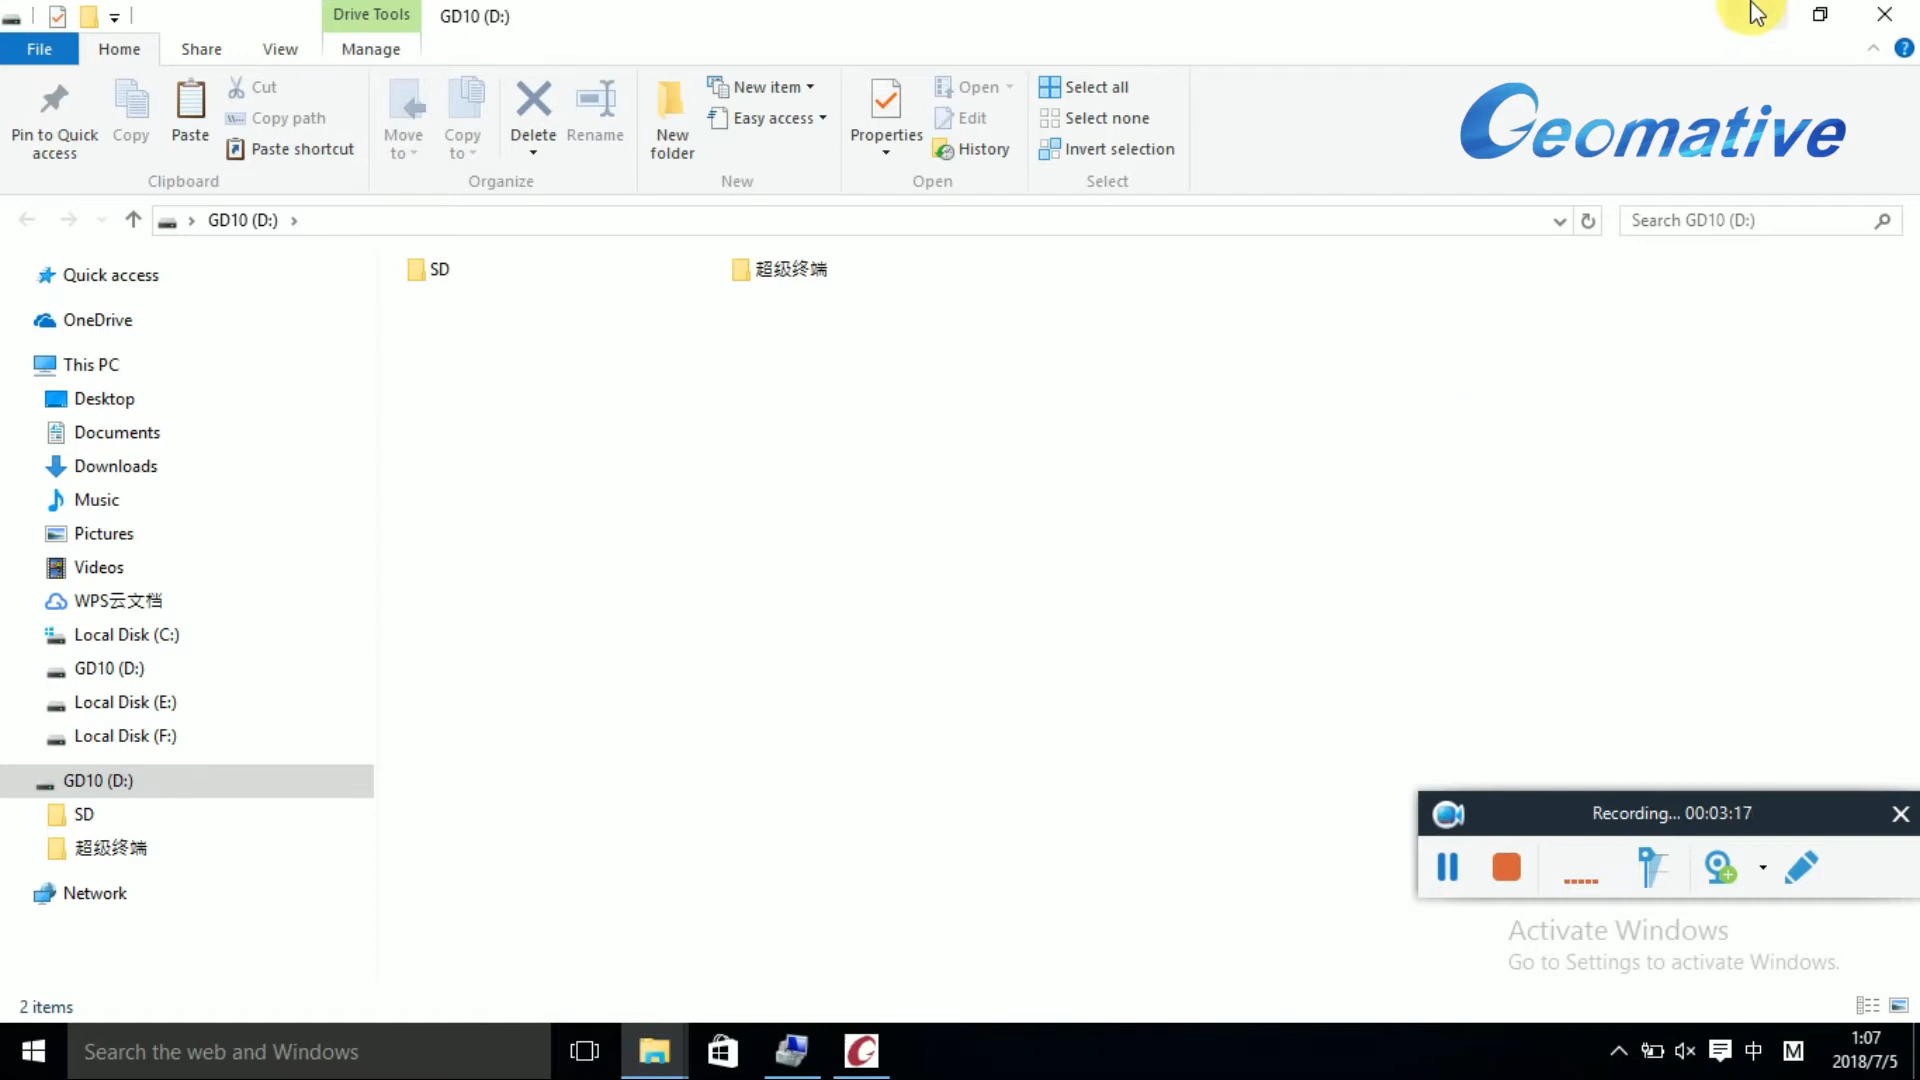 Drive Tools
GD10 (D:)
File
Home
Share
View
Manage
Pin to Quick access
Copy
Paste
Cut
Copy path
Paste shortcut
Clipboard
Move to
Copy to
Delete
Rename
Organize
New folder
New item
Easy access
New
Properties
Open
Edit
History
Open
Select all
Select none
Invert selection
Select
Geomative
GD10 (D:)
Search GD10 (D:)
Quick access
OneDrive
This PC
Desktop
Documents
Downloads
Music
Pictures
Videos
WPS云文档
Local Disk (C:)
GD10 (D:)
Local Disk (E:)
Local Disk (F:)
GD10 (D:)
SD
超级终端
Network
SD
超级终端
Recording... 00:03:17
Activate Windows
Go to Settings to activate Windows.
2 items
Search the web and Windows
中
M
1:07
2018/7/5